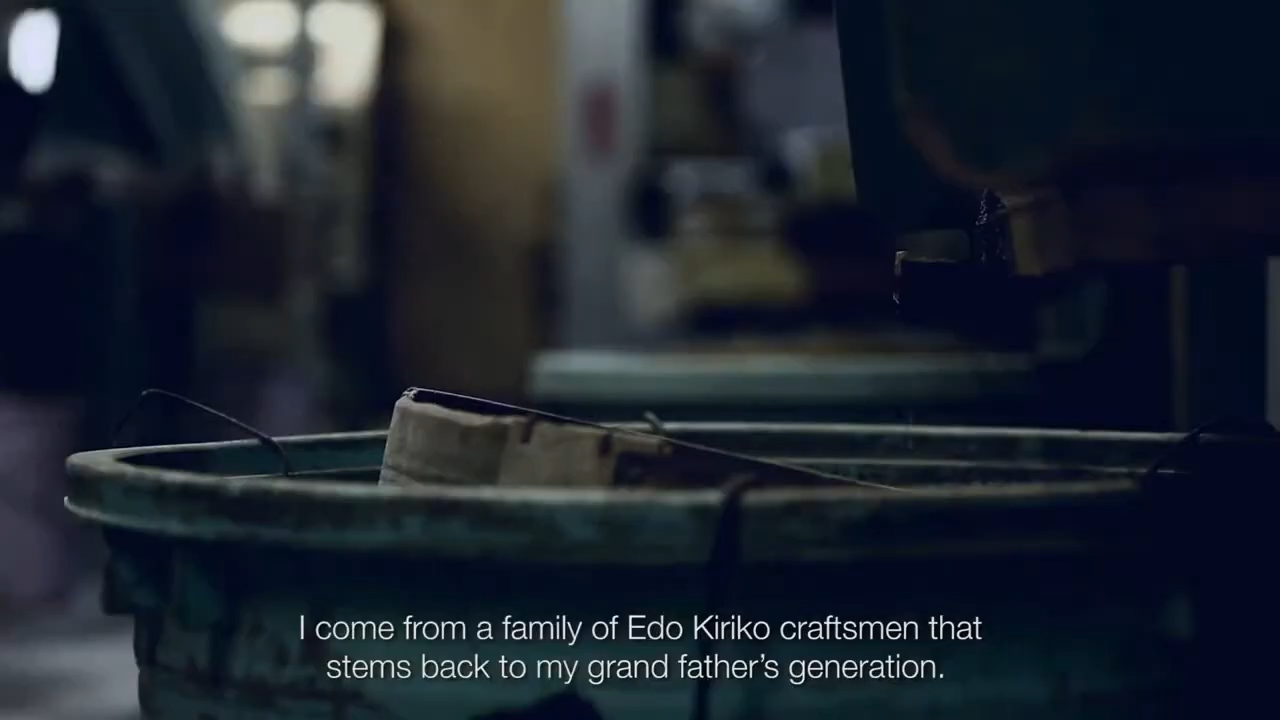 I come from a family of Edo Kiriko craftsmen that
stems back to my grand father's generation.